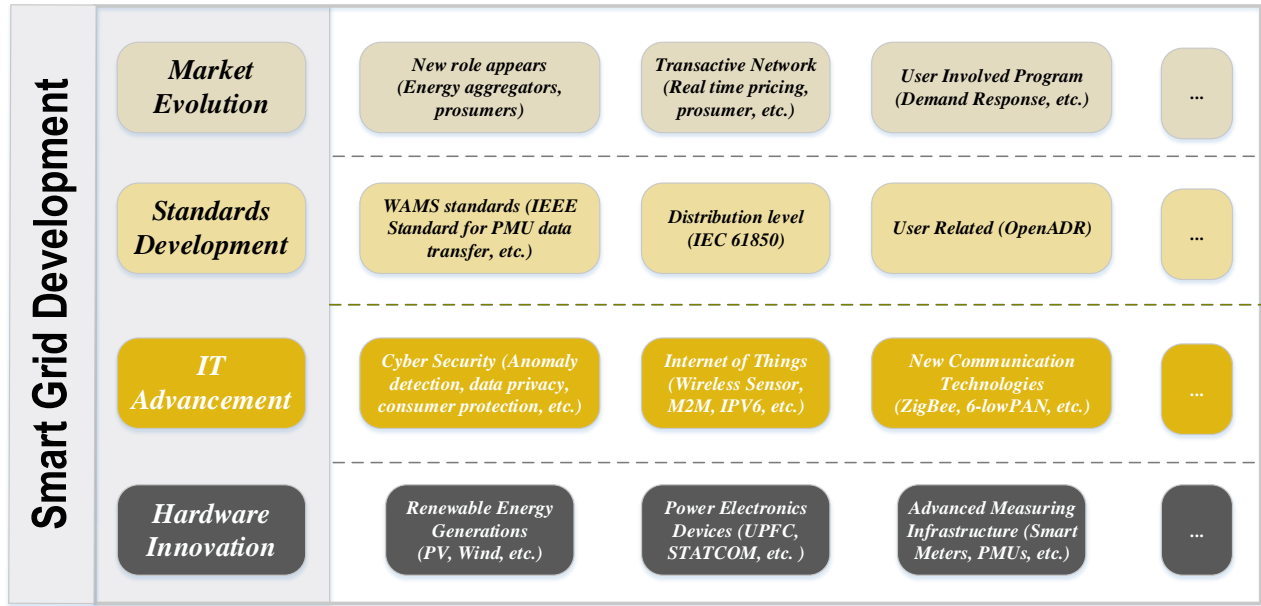 Smart Grid Development
Market
Evolution
New role appears
(Energy aggregators,
prosumers)
Transactive Network
(Real time pricing,
prosumer, etc.)
User Involved Program
(Demand Response, etc.)
...
Standards
Development
WAMS standards (IEEE
Standard for PMU data
transfer, etc.)
Distribution level
(IEC 61850)
User Related (OpenADR)
...
IT
Advancement
Cyber Security (Anomaly
detection, data privacy,
consumer protection, etc.)
Internet of Things
(Wireless Sensor,
M2M, IPV6, etc.)
New Communication
Technologies
(ZigBee, 6-lowPAN, etc.)
...
Hardware
Innovation
Renewable Energy
Generations
(PV, Wind, etc.)
Power Electronics
Devices (UPFC,
STATCOM, etc. )
Advanced Measuring
Infrastructure (Smart
Meters, PMUs, etc.)
...